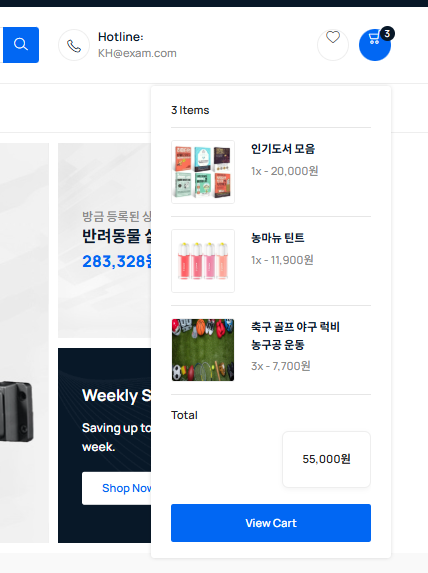 Hotline:
KH@exam.com
3
3 Items
인기도서 모음
1x - 20,000원
농마뉴 틴트
1x - 11,900원
축구 골프 야구 럭비
농구공 운동
3x - 7,700원
Total
55,000원
View Cart
방금 등록된 상
반려동물
283,328원
Weekly S
Saving up to
week.
Shop Now